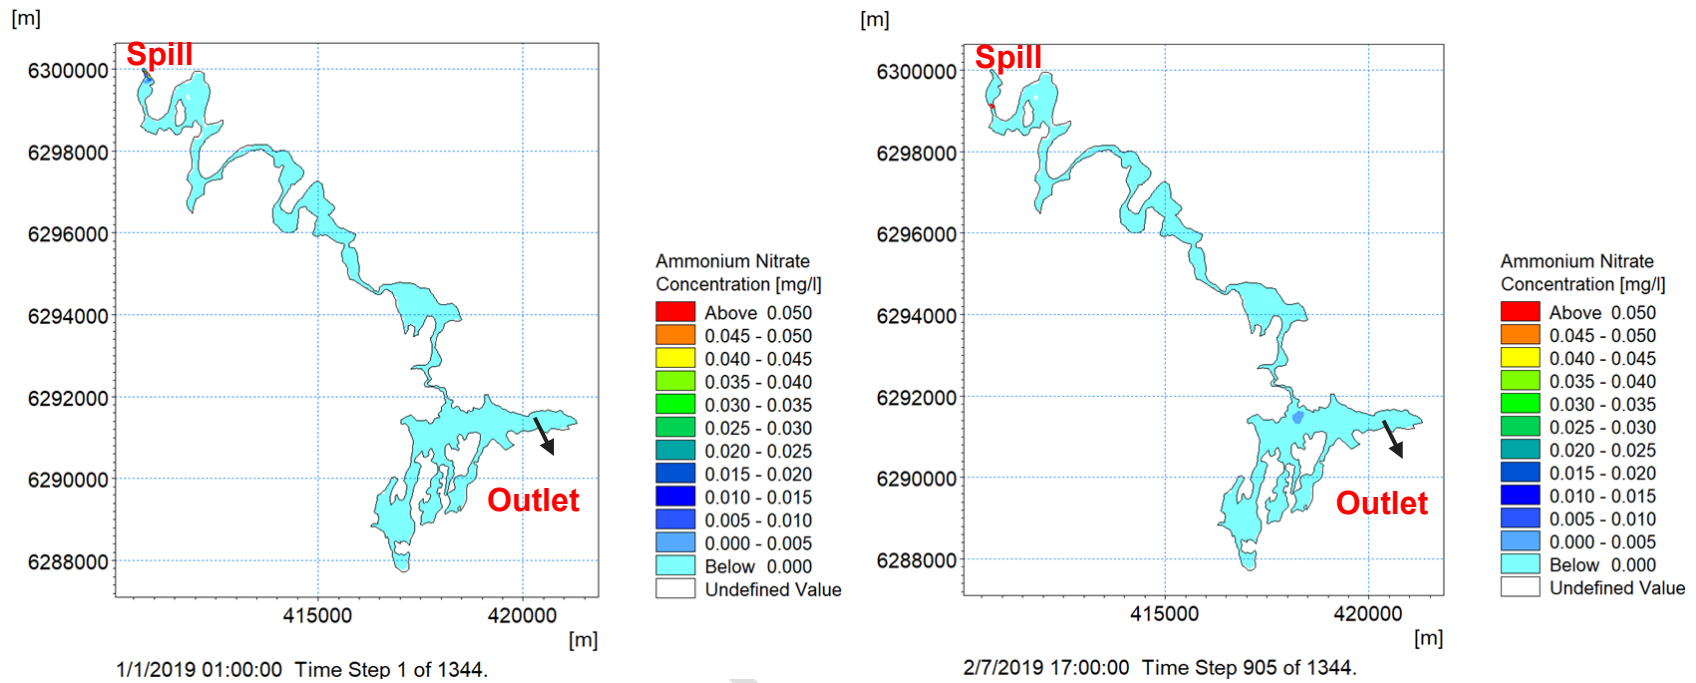 [m]
Spill
6300000
6298000
6296000
6294000
6292000
6290000
6288000
415000
420000
[m]
Outlet
Ammonium Nitrate
Concentration [mg/l]
Above 0.050
0.045 - 0.050
0.040 - 0.045
0.035 - 0.040
0.030 - 0.035
0.025 - 0.030
0.020 - 0.025
0.015 - 0.020
0.010 - 0.015
0.005 - 0.010
0.000 - 0.005
Below 0.000
Undefined Value
1/1/2019 01:00:00 Time Step 1 of 1344.
[m]
Spill
6300000
6298000
6296000
6294000
6292000
6290000
6288000
415000
420000
[m]
Outlet
Ammonium Nitrate
Concentration [mg/l]
Above 0.050
0.045 - 0.050
0.040 - 0.045
0.035 - 0.040
0.030 - 0.035
0.025 - 0.030
0.020 - 0.025
0.015 - 0.020
0.010 - 0.015
0.005 - 0.010
0.000 - 0.005
Below 0.000
Undefined Value
2/7/2019 17:00:00 Time Step 905 of 1344.